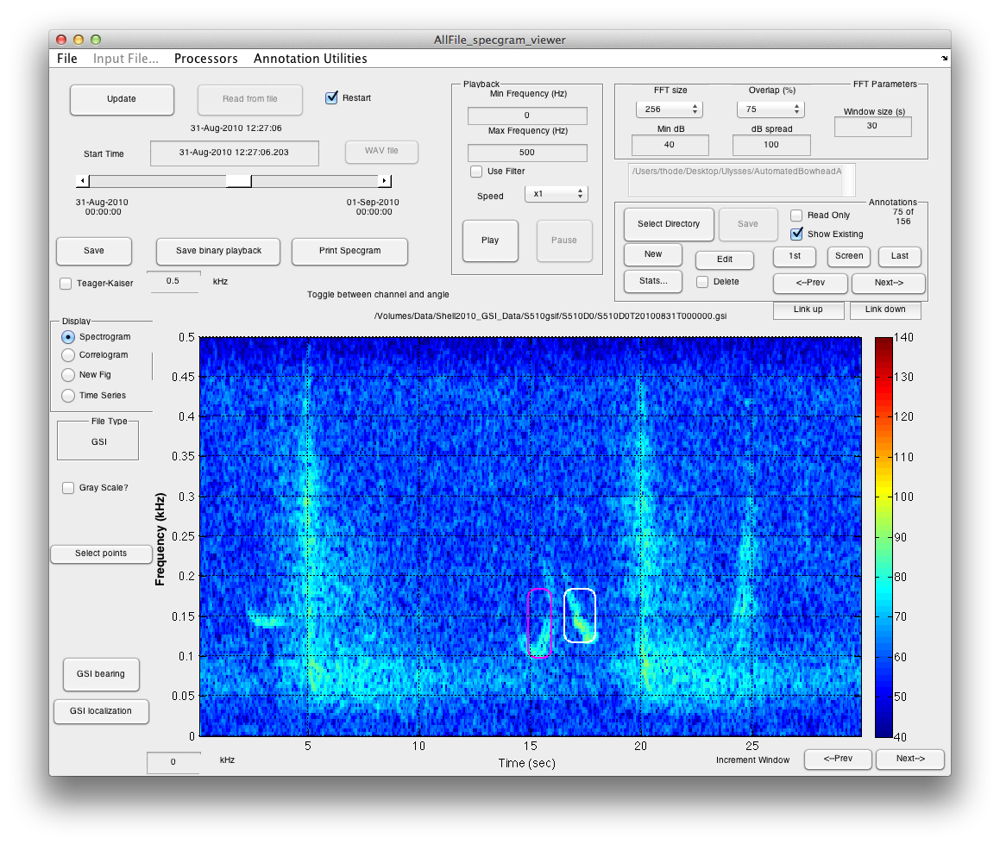 AllFile_specgram_viewer
File Input File... Processors Annotation Utilities
Update
Read from file
Restart
31-Aug-2010 12:27:06
Start Time
31-Aug-2010 12:27:06.203
WAV file
31-Aug-2010
00:00:00
01-Sep-2010
00:00:00
Save
Save binary playback
Print Specgram
Teager-Kaiser
0.5
kHz
Toggle between channel and angle
Playback
Min Frequency (Hz)
0
Max Frequency (Hz)
500
Use Filter
Speed
x1
Play
Pause
FFT Parameters
FFT size
256
Overlap (%)
75
Window size (s)
30
Min dB
40
dB spread
100
/Users/thode/Desktop/Ulysses/AutomatedBowheadA
Annotations
75 of
156
Select Directory
Save
Read Only
Show Existing
New
Edit
1st
Screen
Last
Stats...
Delete
<--Prev
Next-->
Link up
Link down
/Volumes/Data/Shell2010_GSI_Data/S510gsif/S510D0/S510D0T20100831T000000.gsi
Display
Spectrogram
Correlogram
New Fig
Time Series
File Type
GSI
Gray Scale?
Select points
GSI bearing
GSI localization
Frequency (kHz)
0.5
0.45
0.4
0.35
0.3
0.25
0.2
0.15
0.1
0.05
0
5
10
15
20
25
Time (sec)
140
130
120
110
100
90
80
70
60
50
40
0
kHz
Increment Window
<--Prev
Next-->